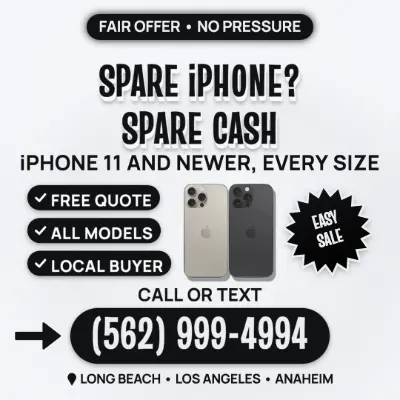 FAIR OFFER • NO PRESSURE
SPARE iPHONE?
SPARE CASH
iPHONE 11 AND NEWER, EVERY SIZE
FREE QUOTE
ALL MODELS
LOCAL BUYER
EASY
SALE
CALL OR TEXT
(562) 999-4994
LONG BEACH • LOS ANGELES • ANAHEIM